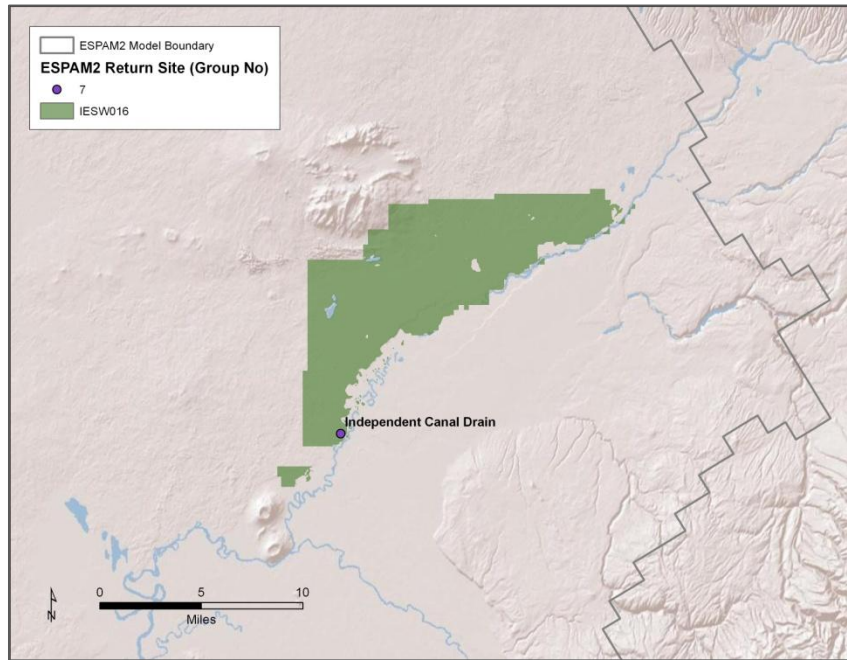 ESPAM2 Model Boundary
ESPAM2 Return Site (Group No)
7
IESW016
Independent Canal Drain
0 5 10
Miles
N